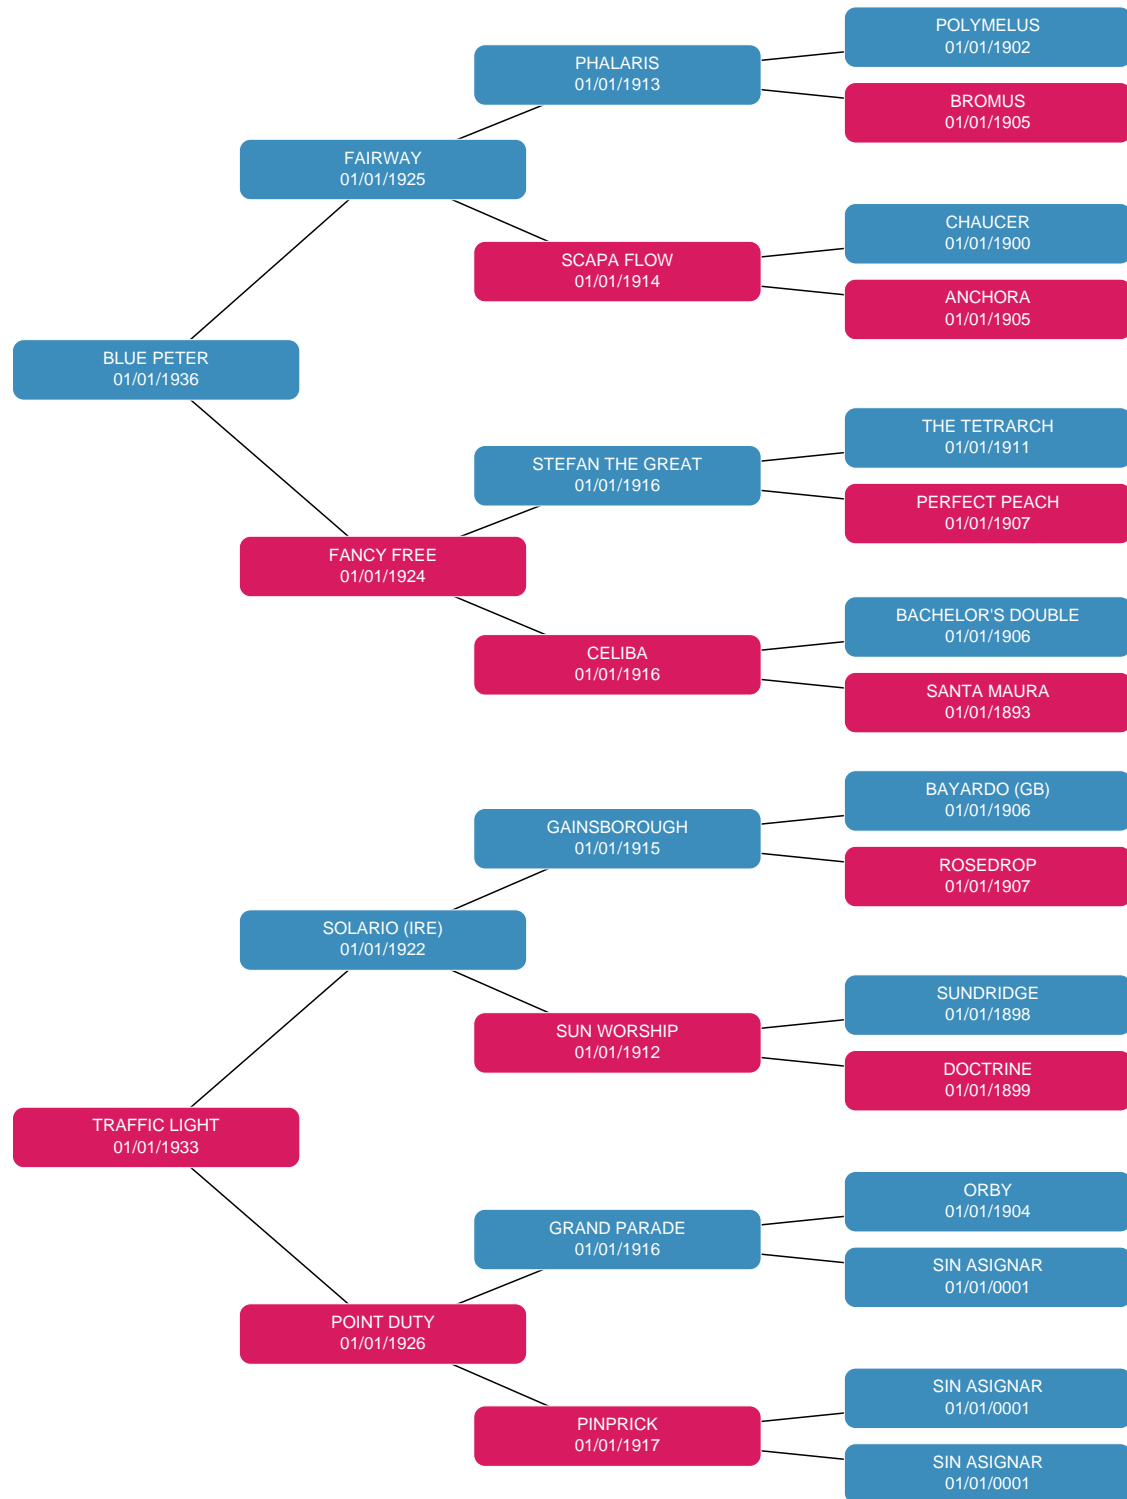 POLYMELUS
01/01/1902
PHALARIS
01/01/1913
BROMUS
01/01/1905
FAIRWAY
01/01/1925
CHAUCER
01/01/1900
SCAPA FLOW
01/01/1914
ANCHORA
01/01/1905
BLUE PETER
01/01/1936
THE TETRARCH
01/01/1911
STEFAN THE GREAT
01/01/1916
PERFECT PEACH
01/01/1907
FANCY FREE
01/01/1924
BACHELOR'S DOUBLE
01/01/1906
CELIBA
01/01/1916
SANTA MAURA
01/01/1893
BAYARDO (GB)
01/01/1906
GAINSBOROUGH
01/01/1915
ROSEDROP
01/01/1907
SOLARIO (IRE)
01/01/1922
SUNDRIDGE
01/01/1898
SUN WORSHIP
01/01/1912
DOCTRINE
01/01/1899
TRAFFIC LIGHT
01/01/1933
ORBY
01/01/1904
GRAND PARADE
01/01/1916
SIN ASIGNAR
01/01/0001
POINT DUTY
01/01/1926
SIN ASIGNAR
01/01/0001
PINPRICK
01/01/1917
SIN ASIGNAR
01/01/0001